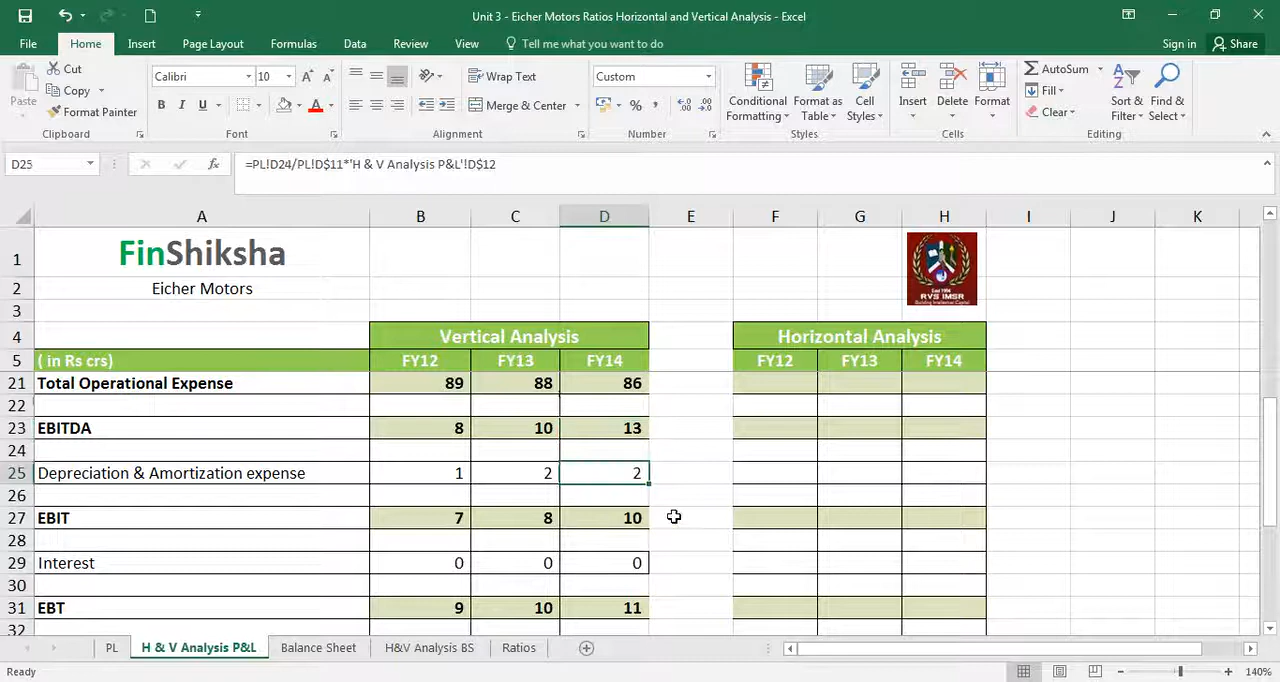 Unit 3 - Eicher Motors Ratios Horizontal and Vertical Analysis - Excel
File Home Insert Page Layout Formulas Data Review View Tell me what you want to do Sign in Share
Paste Cut Copy Format Painter
Calibri 10 A A
B I U A
Wrap Text
Merge & Center
Custom
% ,
Conditional Formatting Format as Table Cell Styles
Insert Delete Format
AutoSum
Fill
Clear
Sort & Filter Find & Select
Clipboard Font Alignment Number Styles Cells Editing
D25 fx =PL!D24/PL!D$11*'H & V Analysis P&L'!D$12
A B C D E F G H I J K
1 FinShiksha
RVS IMSR
2 Eicher Motors
3
4 Vertical Analysis Horizontal Analysis
5 ( in Rs crs) FY12 FY13 FY14 FY12 FY13 FY14
21 Total Operational Expense 89 88 86
22
23 EBITDA 8 10 13
24
25 Depreciation & Amortization expense 1 2 2
26
27 EBIT 7 8 10
28
29 Interest 0 0 0
30
31 EBT 9 10 11
32
PL H & V Analysis P&L Balance Sheet H&V Analysis BS Ratios
Ready 140%